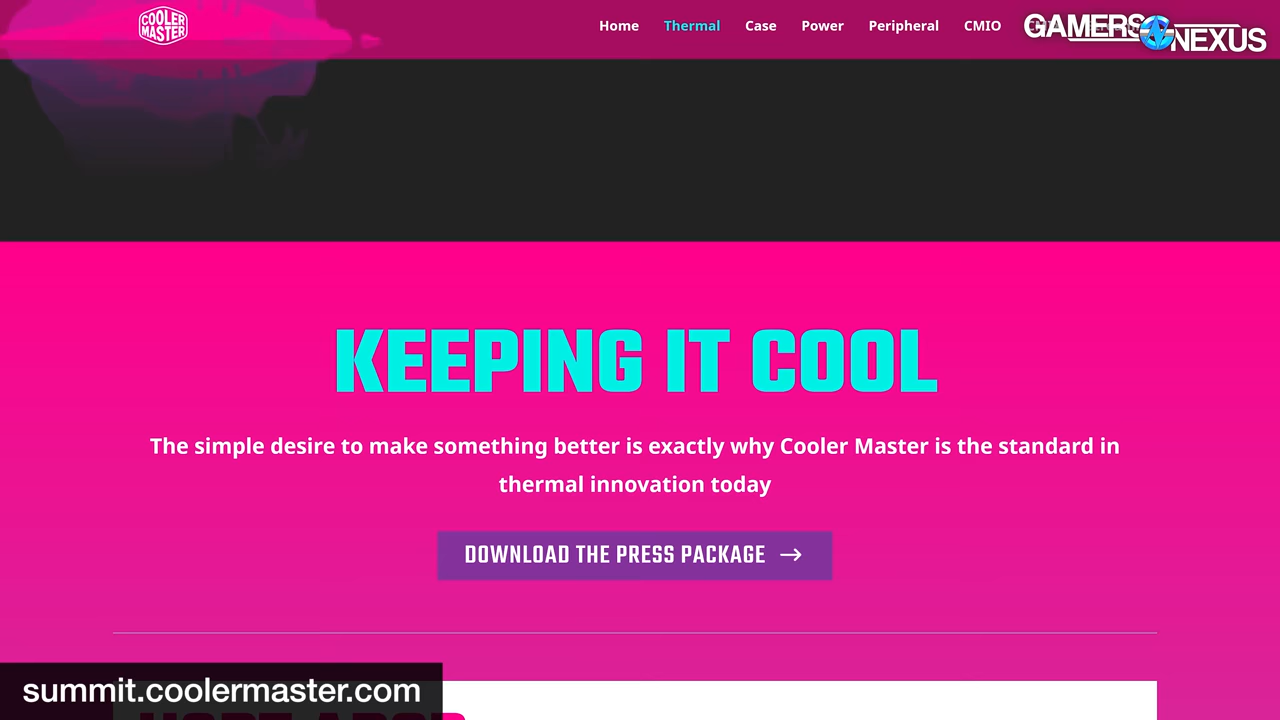 COOLER
MASTER
Home Thermal Case Power Peripheral CMIO
GAMERS NEXUS
KEEPING IT COOL
The simple desire to make something better is exactly why Cooler Master is the standard in
thermal innovation today
DOWNLOAD THE PRESS PACKAGE →
summit.coolermaster.com